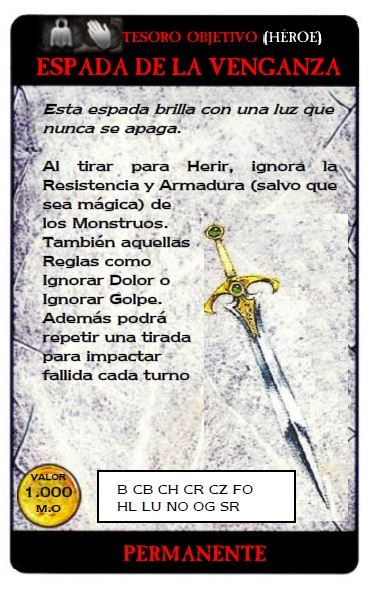 TESORO OBJETIVO (HÉROE)
ESPADA DE LA VENGANZA
Esta espada brilla con una luz que
nunca se apaga.
Al tirar para Herir, ignora la
Resistencia y Armadura (salvo que
sea mágica) de
los Monstruos.
También aquellas
Reglas como
Ignorar Dolor o
Ignorar Golpe.
Además podrá
repetir una tirada
para impactar
fallida cada turno
VALOR
1.000
M.O
B CB CH CR CZ FO
HL LU NO OG SR
PERMANENTE